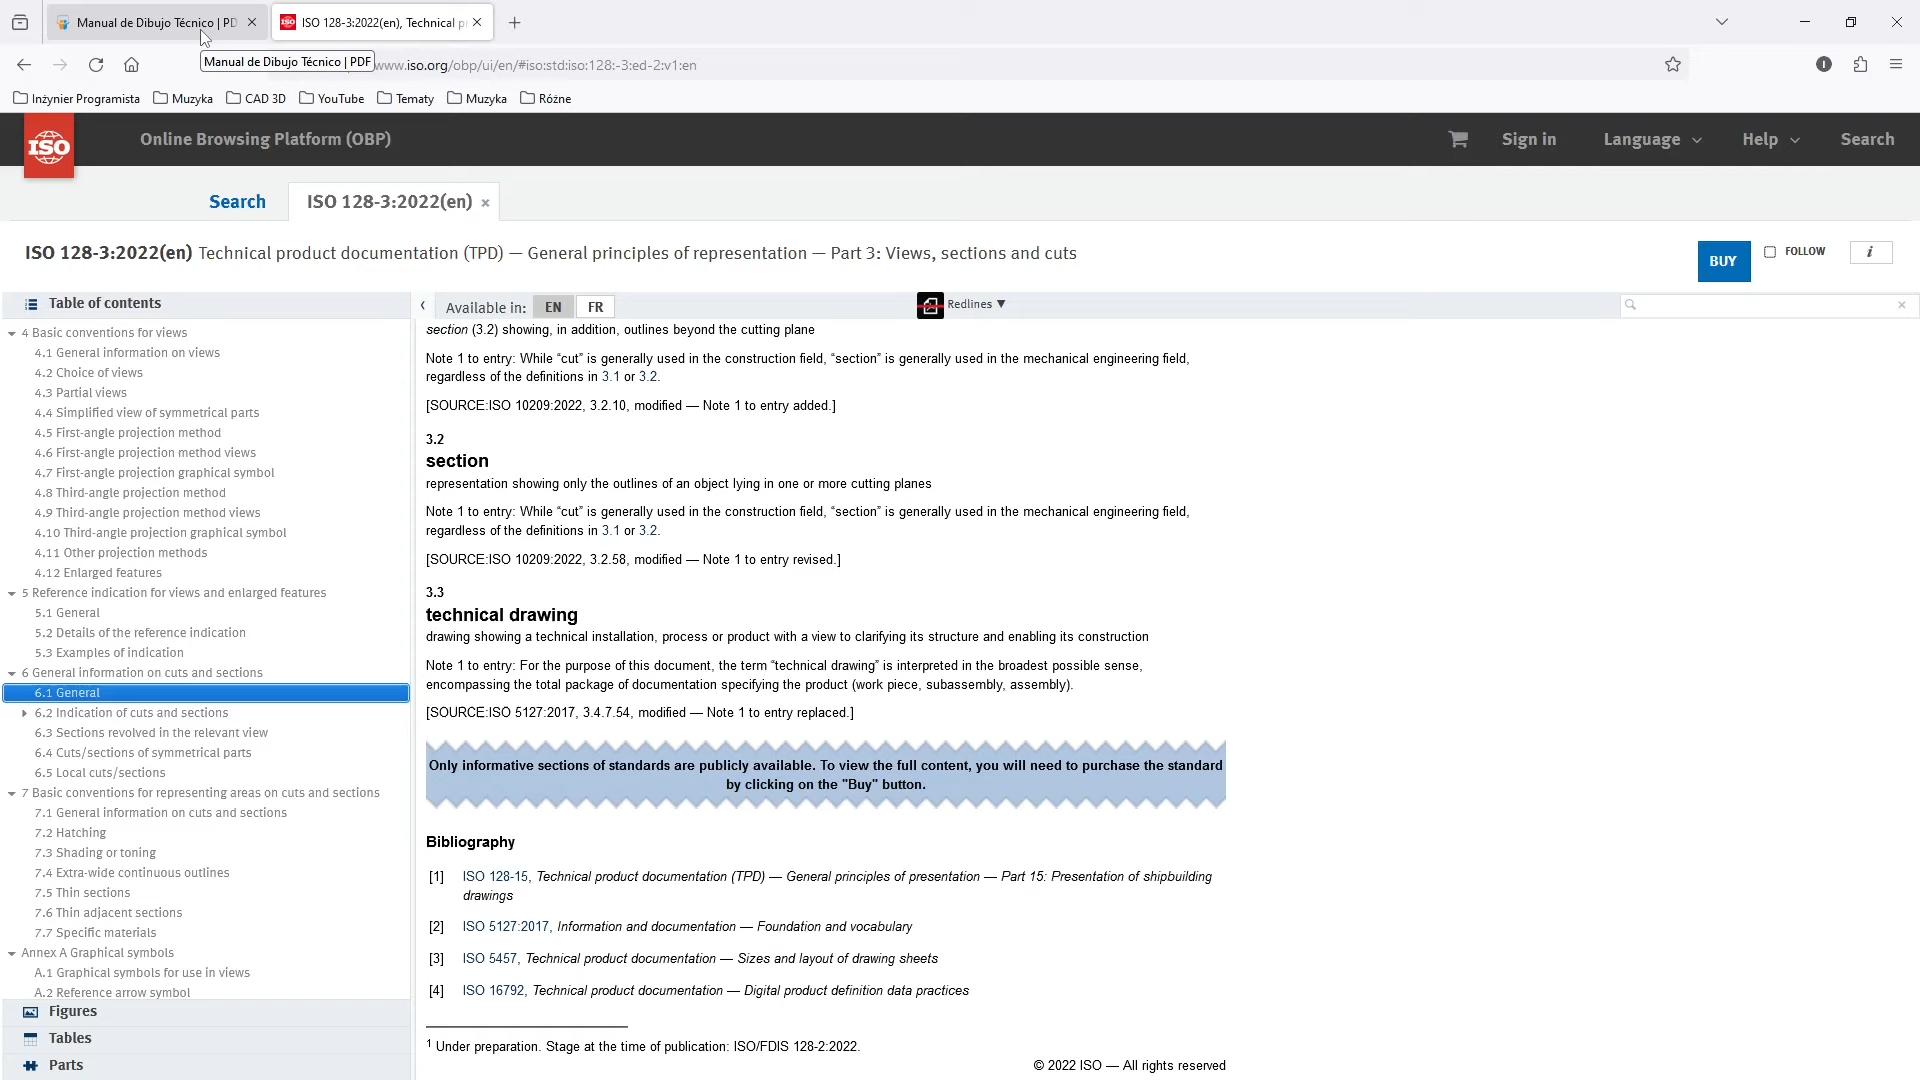 Manual de Dibujo Técnico | PD
ISO 128-3:2022(en), Technical p
Manual de Dibujo Técnico | PDF
www.iso.org/obp/ui/en/#iso:std:iso:128:-3:ed-2:v1:en
Inżynier Programista
Muzyka
CAD 3D
YouTube
Tematy
Muzyka
Różne
ISO
Online Browsing Platform (OBP)
Sign in
Language
Help
Search
Search
ISO 128-3:2022(en)
ISO 128-3:2022(en) Technical product documentation (TPD) — General principles of representation — Part 3: Views, sections and cuts
BUY
FOLLOW
i
Table of contents
Available in:
EN
FR
Redlines ▼
4 Basic conventions for views
4.1 General information on views
4.2 Choice of views
4.3 Partial views
4.4 Simplified view of symmetrical parts
4.5 First-angle projection method
4.6 First-angle projection method views
4.7 First-angle projection graphical symbol
4.8 Third-angle projection method
4.9 Third-angle projection method views
4.10 Third-angle projection graphical symbol
4.11 Other projection methods
4.12 Enlarged features
5 Reference indication for views and enlarged features
5.1 General
5.2 Details of the reference indication
5.3 Examples of indication
6 General information on cuts and sections
6.1 General
6.2 Indication of cuts and sections
6.3 Sections revolved in the relevant view
6.4 Cuts/sections of symmetrical parts
6.5 Local cuts/sections
7 Basic conventions for representing areas on cuts and sections
7.1 General information on cuts and sections
7.2 Hatching
7.3 Shading or toning
7.4 Extra-wide continuous outlines
7.5 Thin sections
7.6 Thin adjacent sections
7.7 Specific materials
Annex A Graphical symbols
A.1 Graphical symbols for use in views
A.2 Reference arrow symbol
Figures
Tables
Parts
section (3.2) showing, in addition, outlines beyond the cutting plane
Note 1 to entry: While “cut” is generally used in the construction field, “section” is generally used in the mechanical engineering field,
regardless of the definitions in 3.1 or 3.2.
[SOURCE:ISO 10209:2022, 3.2.10, modified — Note 1 to entry added.]
3.2
section
representation showing only the outlines of an object lying in one or more cutting planes
Note 1 to entry: While “cut” is generally used in the construction field, “section” is generally used in the mechanical engineering field,
regardless of the definitions in 3.1 or 3.2.
[SOURCE:ISO 10209:2022, 3.2.58, modified — Note 1 to entry revised.]
3.3
technical drawing
drawing showing a technical installation, process or product with a view to clarifying its structure and enabling its construction
Note 1 to entry: For the purpose of this document, the term “technical drawing” is interpreted in the broadest possible sense,
encompassing the total package of documentation specifying the product (work piece, subassembly, assembly).
[SOURCE:ISO 5127:2017, 3.4.7.54, modified — Note 1 to entry replaced.]
Only informative sections of standards are publicly available. To view the full content, you will need to purchase the standard
by clicking on the "Buy" button.
Bibliography
[1] ISO 128-15, Technical product documentation (TPD) — General principles of presentation — Part 15: Presentation of shipbuilding
drawings
[2] ISO 5127:2017, Information and documentation — Foundation and vocabulary
[3] ISO 5457, Technical product documentation — Sizes and layout of drawing sheets
[4] ISO 16792, Technical product documentation — Digital product definition data practices
1 Under preparation. Stage at the time of publication: ISO/FDIS 128-2:2022.
© 2022 ISO — All rights reserved